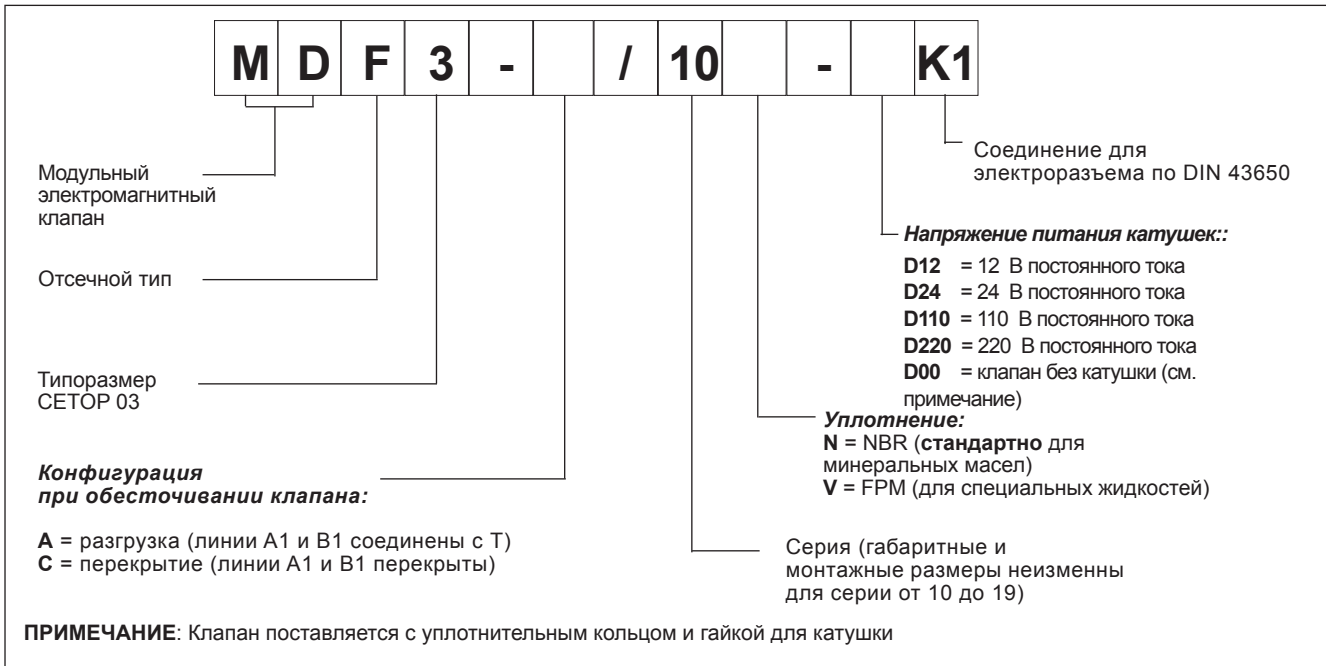 M D F 3 - / 10 - K1
Модульный
электромагнитный
клапан
Отсечной тип
Типоразмер
CETOP 03
Конфигурация
при обесточивании клапана:
A = разгрузка (линии A1 и B1 соединены с T)
C = перекрытие (линии A1 и B1 перекрыты)
Соединение для
электроразъема по DIN 43650
Напряжение питания катушек::
D12 = 12 В постоянного тока
D24 = 24 В постоянного тока
D110 = 110 В постоянного тока
D220 = 220 В постоянного тока
D00 = клапан без катушки (см.
примечание)
Уплотнение:
N = NBR (стандартно для
минеральных масел)
V = FPM (для специальных жидкостей)
Серия (габаритные и
монтажные размеры неизменны
для серии от 10 до 19)
ПРИМЕЧАНИЕ: Клапан поставляется с уплотнительным кольцом и гайкой для катушки